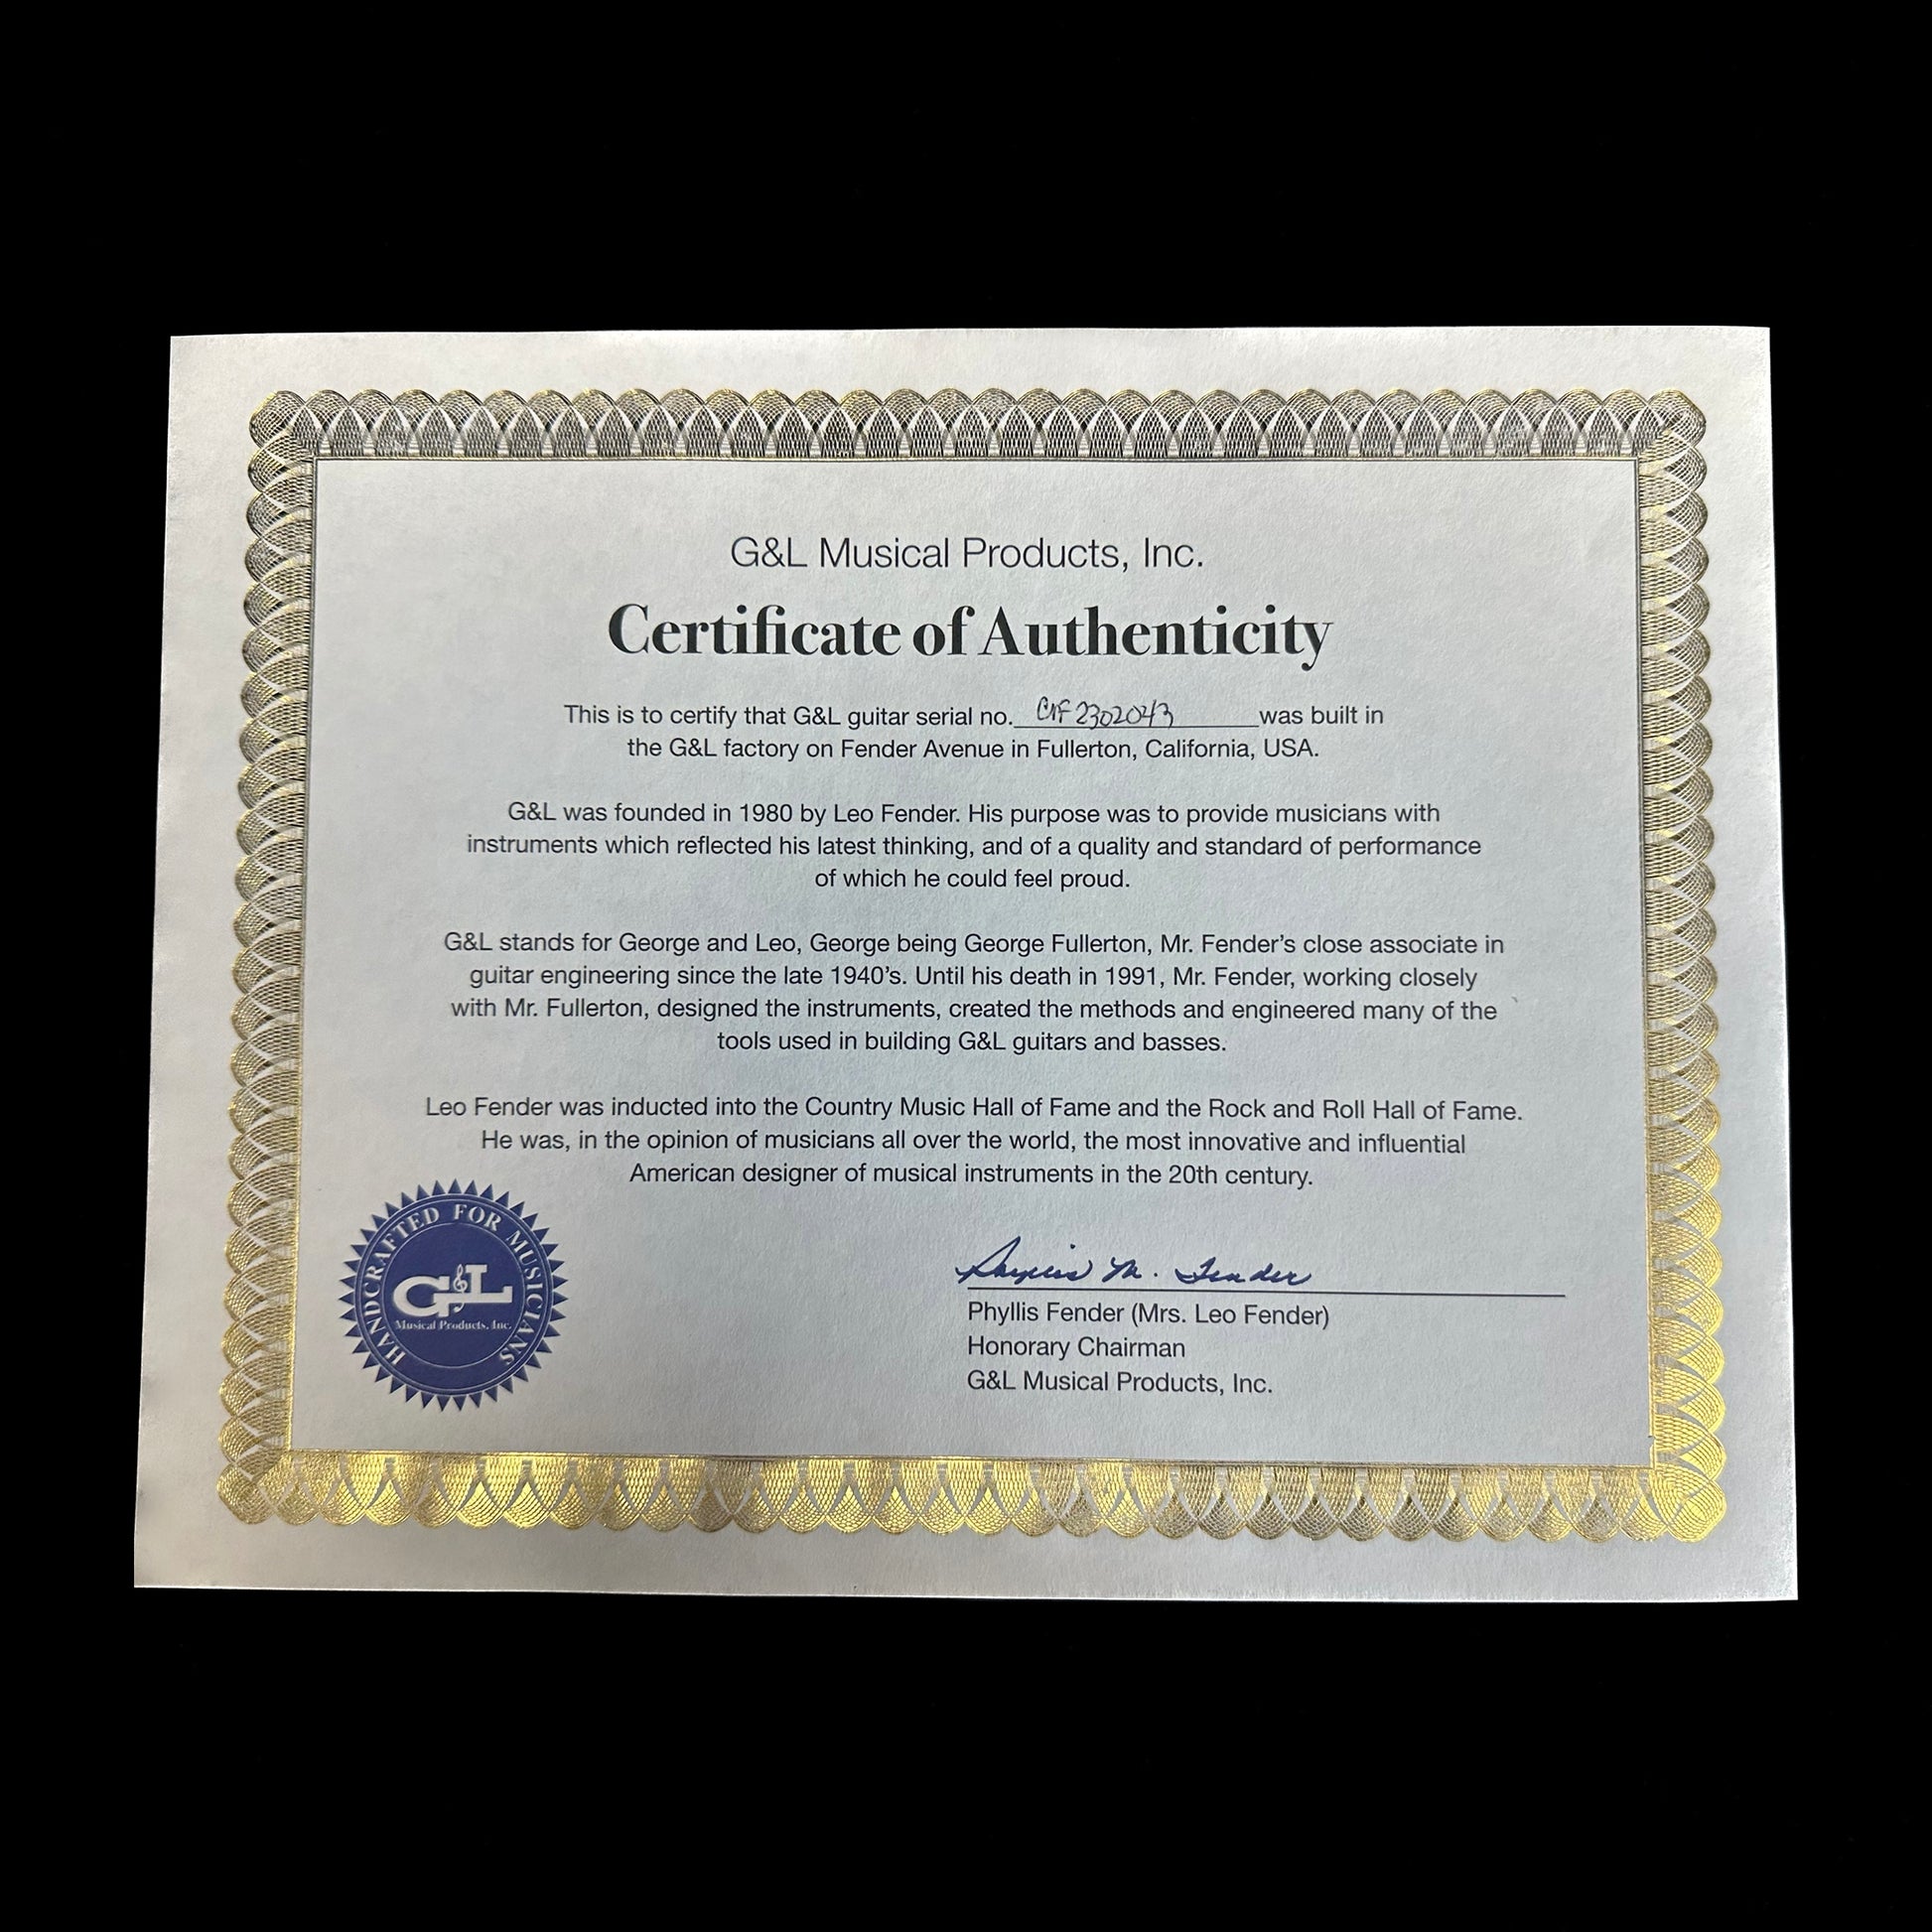 G&L Musical Products, Inc.
Certificate of Authenticity
This is to certify that G&L guitar serial no. CLF2302043 was built in
the G&L factory on Fender Avenue in Fullerton, California, USA.
G&L was founded in 1980 by Leo Fender. His purpose was to provide musicians with
instruments which reflected his latest thinking, and of a quality and standard of performance
of which he could feel proud.
G&L stands for George and Leo, George being George Fullerton, Mr. Fender’s close associate in
guitar engineering since the late 1940’s. Until his death in 1991, Mr. Fender, working closely
with Mr. Fullerton, designed the instruments, created the methods and engineered many of the
tools used in building G&L guitars and basses.
Leo Fender was inducted into the Country Music Hall of Fame and the Rock and Roll Hall of Fame.
He was, in the opinion of musicians all over the world, the most innovative and influential
American designer of musical instruments in the 20th century.
HANDCRAFTED FOR MUSICIANS
G&L
Musical Products, Inc.
Phyllis M. Fender
Phyllis Fender (Mrs. Leo Fender)
Honorary Chairman
G&L Musical Products, Inc.